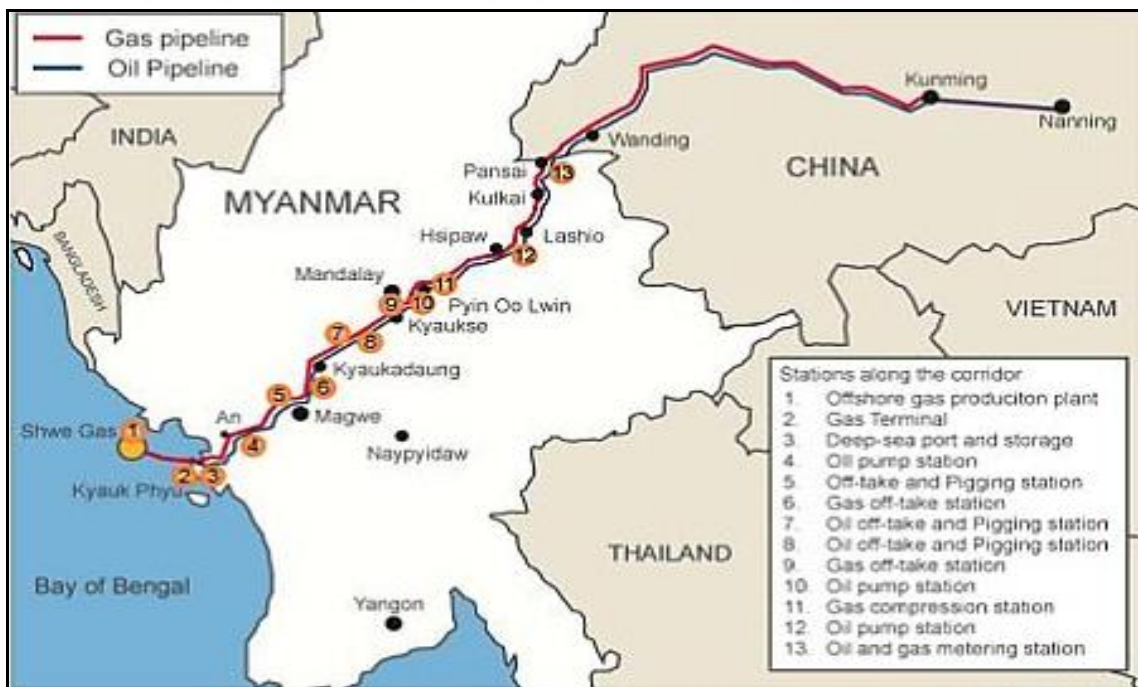 Gas pipeline
Oil Pipeline
INDIA
BANGLADESH
MYANMAR
CHINA
Kunming
Nanning
Wanding
Pansai
13
Kutkai
Hsipaw
Lashio
12
Mandalay
11
9
10
Pyin Oo Lwin
Kyaukse
7
8
Kyaukadaung
5
6
An
Magwe
4
Shwe Gas
1
Naypyidaw
2
3
Kyauk Phyu
Bay of Bengal
Yangon
THAILAND
VIETNAM
Stations along the corridor
1. Offshore gas produciton plant
2. Gas Terminal
3. Deep-sea port and storage
4. Oil pump station
5. Off-take and Pigging station
6. Gas off-take station
7. Oil off-take and Pigging station
8. Oil off-take and Pigging station
9. Gas off-take station
10. Oil pump station
11. Gas compression station
12. Oil pump station
13. Oil and gas metering station